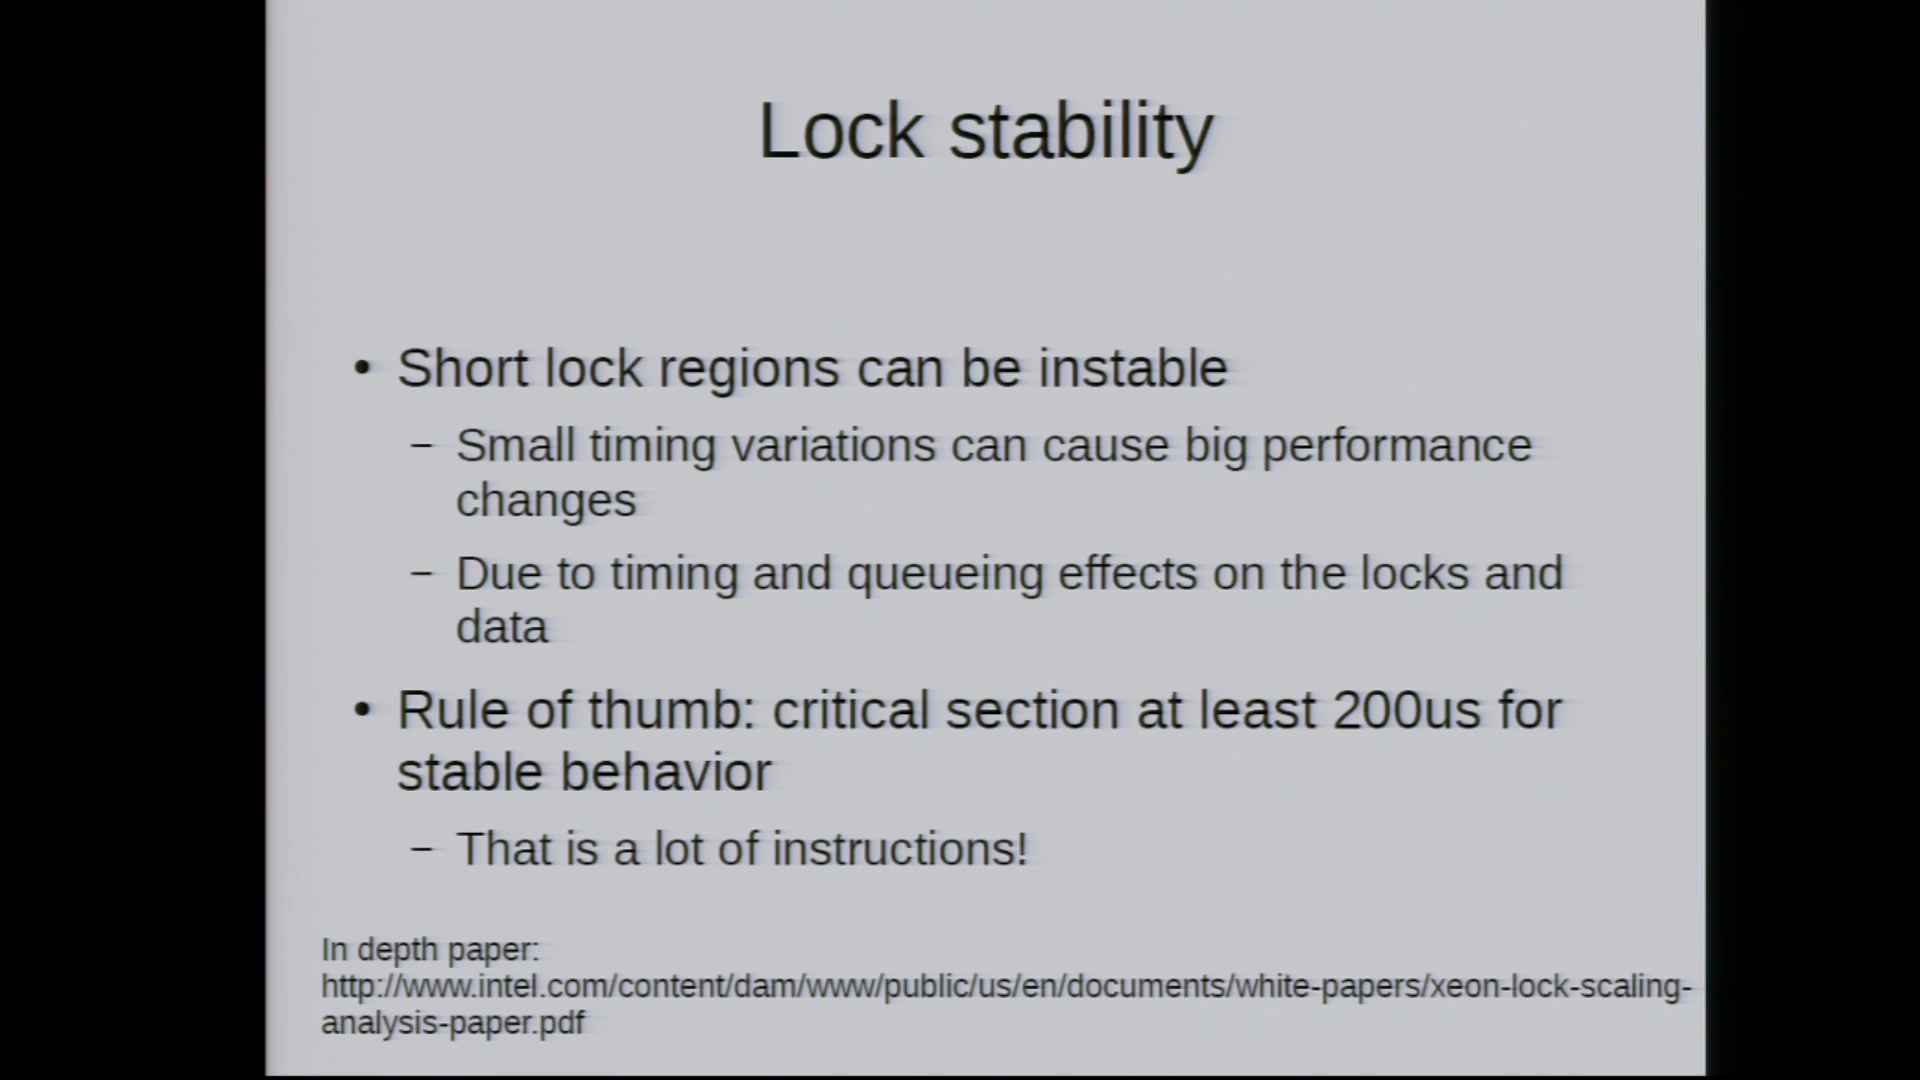 Lock stability
• Short lock regions can be instable
– Small timing variations can cause big performance
changes
– Due to timing and queueing effects on the locks and
data
• Rule of thumb: critical section at least 200us for
stable behavior
– That is a lot of instructions!
In depth paper:
http://www.intel.com/content/dam/www/public/us/en/documents/white-papers/xeon-lock-scaling-
analysis-paper.pdf